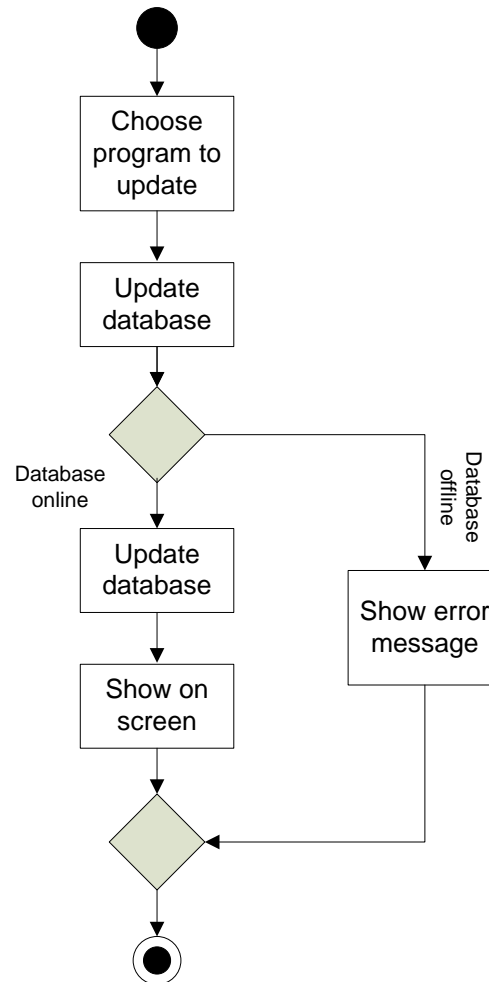 Choose
program to
update
Update
database
Database
online
Database
offline
Update
database
Show error
message
Show on
screen